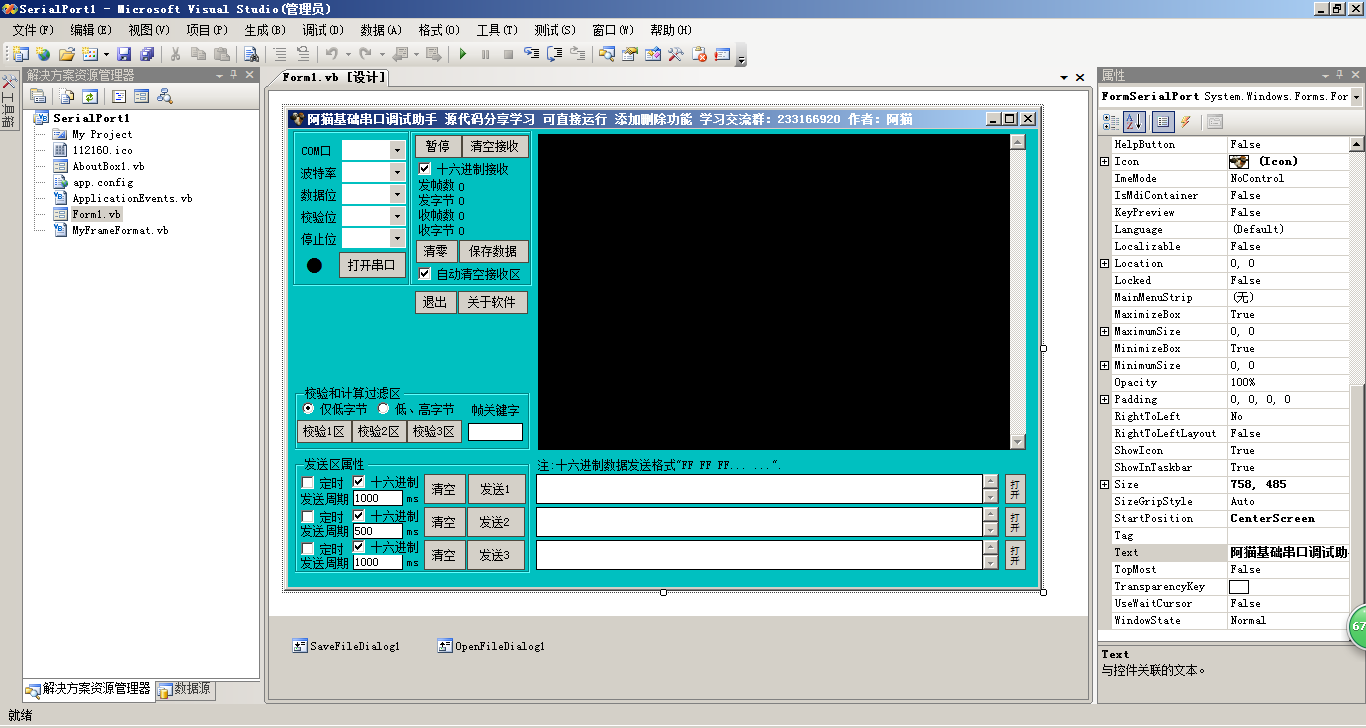 SerialPort1 - Microsoft Visual Studio(管理员)
文件(F) 编辑(E) 视图(V) 项目(P) 生成(B) 调试(D) 数据(A) 格式(O) 工具(T) 测试(S) 窗口(W) 帮助(H)
工具箱
解决方案资源管理器
SerialPort1
My Project
112160.ico
AboutBox1.vb
app.config
ApplicationEvents.vb
Form1.vb
MyFrameFormat.vb
解决方案资源管理器 数据源
就绪
Form1.vb [设计]
阿猫基础串口调试助手 源代码分享学习 可直接运行 添加删除功能 学习交流群: 233166920 作者: 阿猫
COM口
波特率
数据位
校验位
停止位
打开串口
暂停 清空接收
十六进制接收
发帧数 0
发字节 0
收帧数 0
收字节 0
清零 保存数据
自动清空接收区
退出 关于软件
校验和计算过滤区
仅低字节 低、高字节 帧关键字
校验1区 校验2区 校验3区
发送区属性
定时 十六进制
发送周期 1000 ms
清空 发送1
定时 十六进制
发送周期 500 ms
清空 发送2
定时 十六进制
发送周期 1000 ms
清空 发送3
注:十六进制数据发送格式"FF FF FF... ...".
打开
打开
打开
SaveFileDialog1 OpenFileDialog1
属性
FormSerialPort System.Windows.Forms.For
HelpButton False
Icon (Icon)
ImeMode NoControl
IsMdiContainer False
KeyPreview False
Language (Default)
Localizable False
Location 0, 0
Locked False
MainMenuStrip (无)
MaximizeBox True
MaximumSize 0, 0
MinimizeBox True
MinimumSize 0, 0
Opacity 100%
Padding 0, 0, 0, 0
RightToLeft No
RightToLeftLayout False
ShowIcon True
ShowInTaskbar True
Size 758, 485
SizeGripStyle Auto
StartPosition CenterScreen
Tag
Text 阿猫基础串口调试助
TopMost False
TransparencyKey
UseWaitCursor False
WindowState Normal
67
Text
与控件关联的文本。